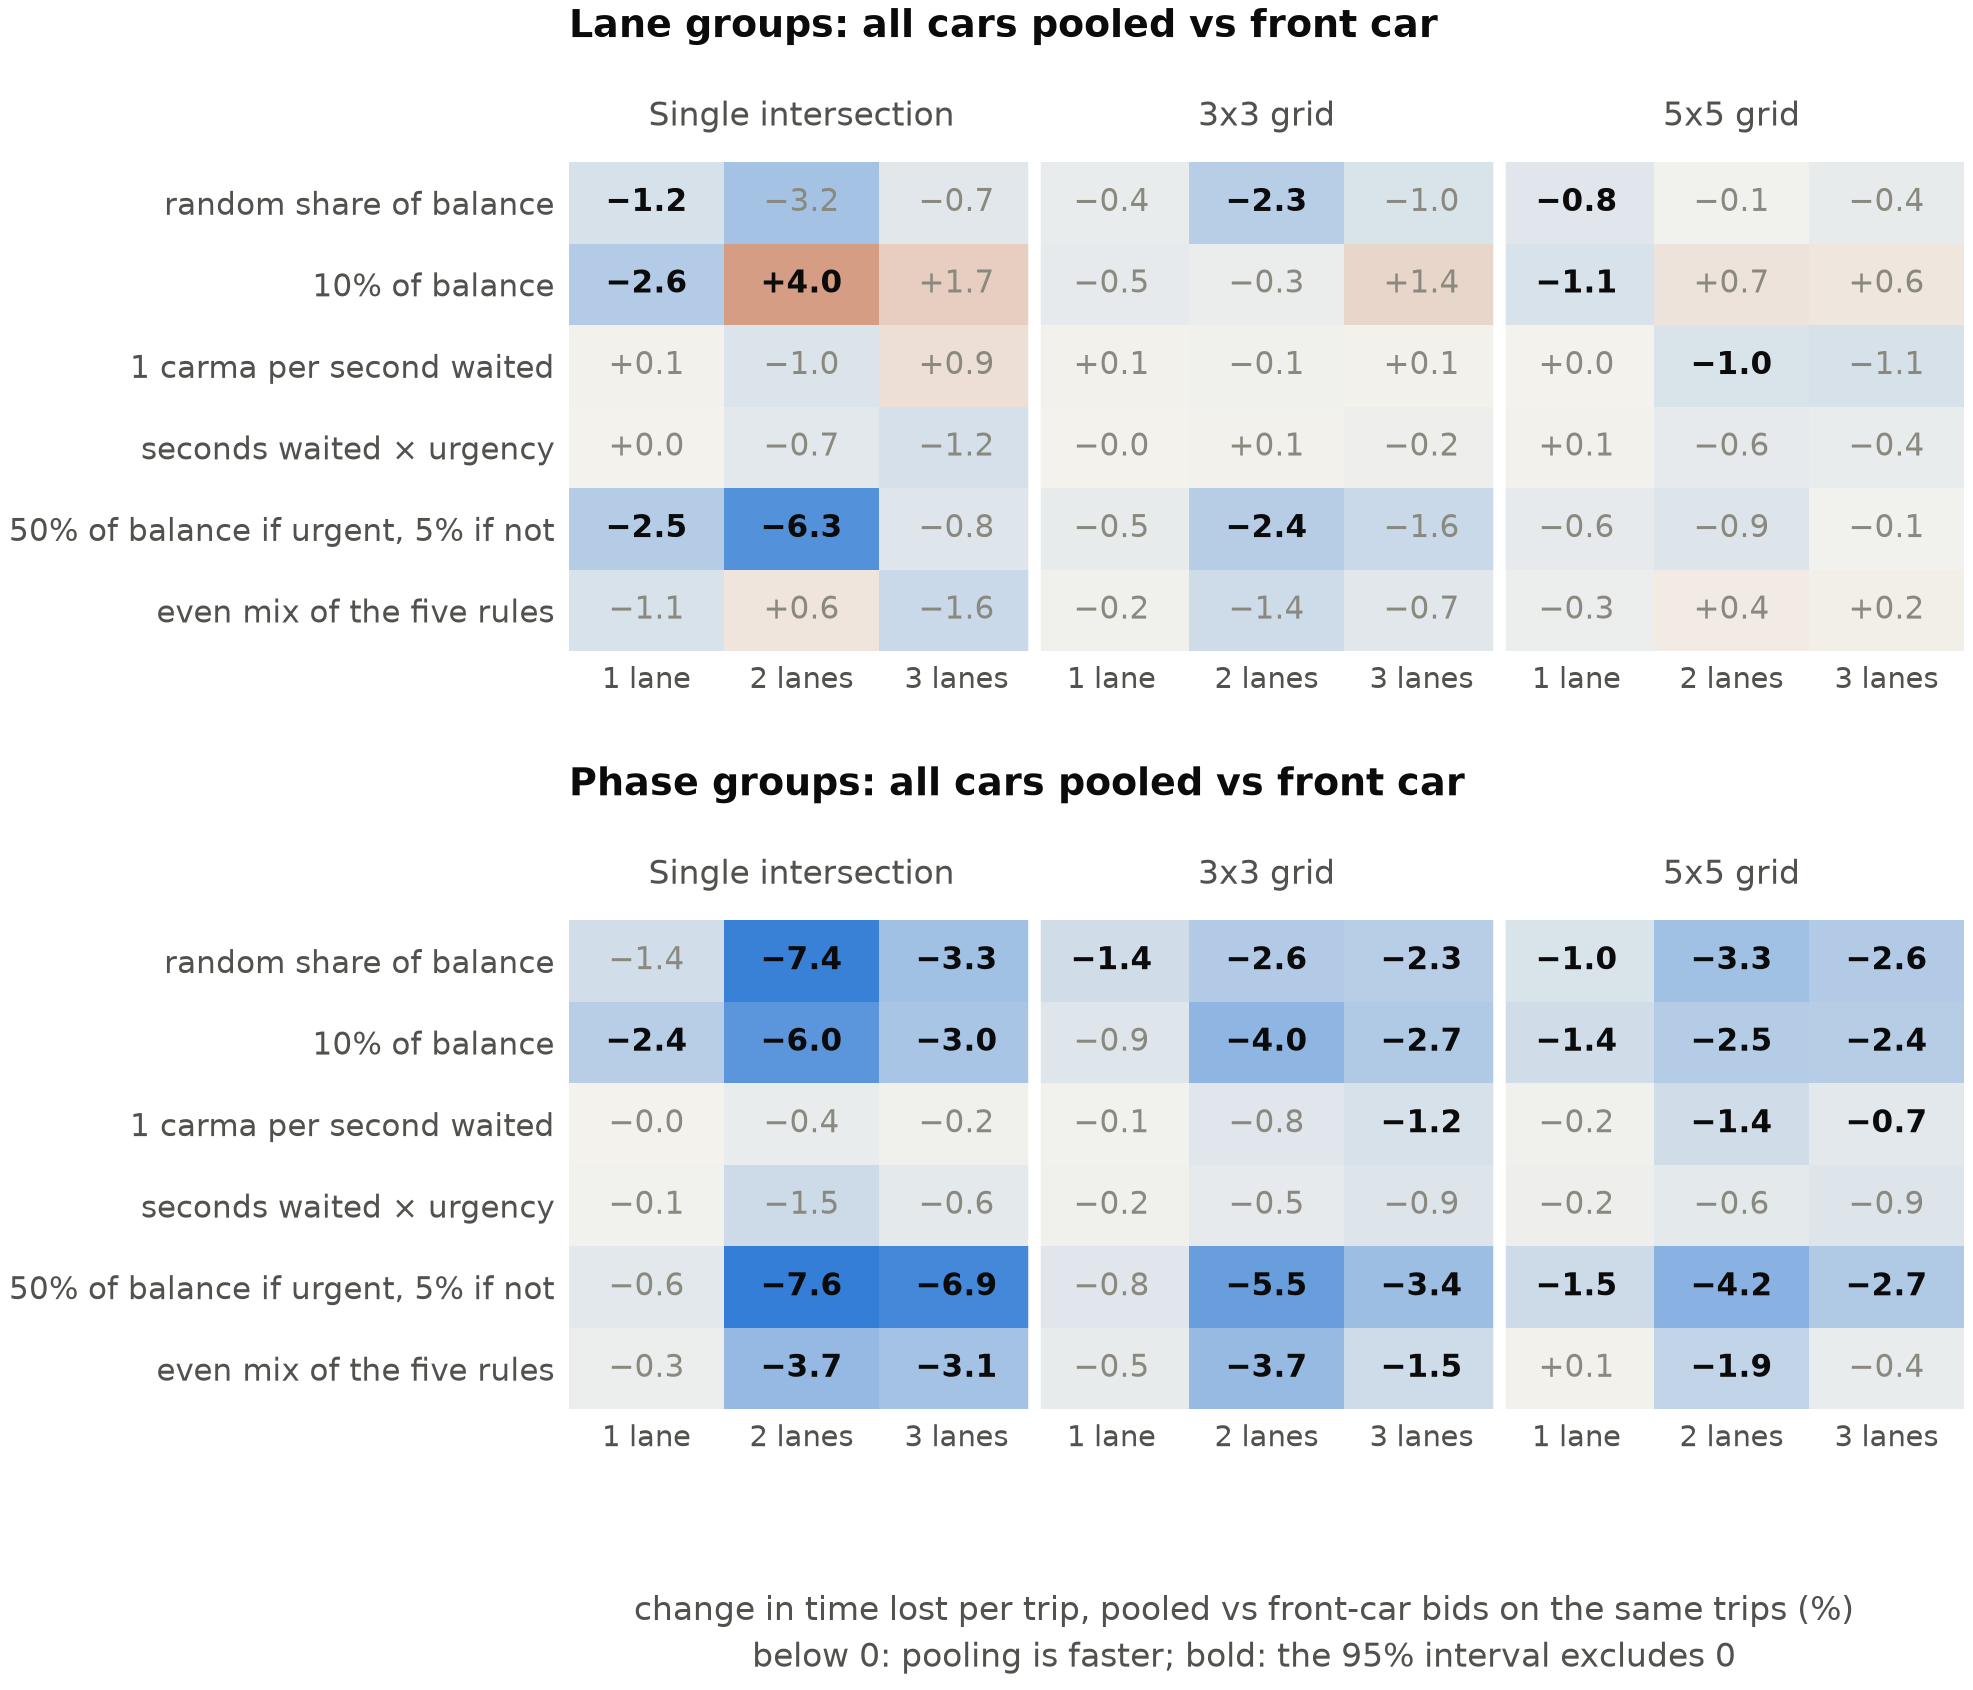 Lane groups: all cars pooled vs front car
Single intersection 3x3 grid 5x5 grid
random share of balance −1.2 −3.2 −0.7 −0.4 −2.3 −1.0 −0.8 −0.1 −0.4
10% of balance −2.6 +4.0 +1.7 −0.5 −0.3 +1.4 −1.1 +0.7 +0.6
1 carma per second waited +0.1 −1.0 +0.9 +0.1 −0.1 +0.1 +0.0 −1.0 −1.1
seconds waited × urgency +0.0 −0.7 −1.2 −0.0 +0.1 −0.2 +0.1 −0.6 −0.4
50% of balance if urgent, 5% if not −2.5 −6.3 −0.8 −0.5 −2.4 −1.6 −0.6 −0.9 −0.1
even mix of the five rules −1.1 +0.6 −1.6 −0.2 −1.4 −0.7 −0.3 +0.4 +0.2
1 lane 2 lanes 3 lanes 1 lane 2 lanes 3 lanes 1 lane 2 lanes 3 lanes
Phase groups: all cars pooled vs front car
Single intersection 3x3 grid 5x5 grid
random share of balance −1.4 −7.4 −3.3 −1.4 −2.6 −2.3 −1.0 −3.3 −2.6
10% of balance −2.4 −6.0 −3.0 −0.9 −4.0 −2.7 −1.4 −2.5 −2.4
1 carma per second waited −0.0 −0.4 −0.2 −0.1 −0.8 −1.2 −0.2 −1.4 −0.7
seconds waited × urgency −0.1 −1.5 −0.6 −0.2 −0.5 −0.9 −0.2 −0.6 −0.9
50% of balance if urgent, 5% if not −0.6 −7.6 −6.9 −0.8 −5.5 −3.4 −1.5 −4.2 −2.7
even mix of the five rules −0.3 −3.7 −3.1 −0.5 −3.7 −1.5 +0.1 −1.9 −0.4
1 lane 2 lanes 3 lanes 1 lane 2 lanes 3 lanes 1 lane 2 lanes 3 lanes
change in time lost per trip, pooled vs front-car bids on the same trips (%)
below 0: pooling is faster; bold: the 95% interval excludes 0